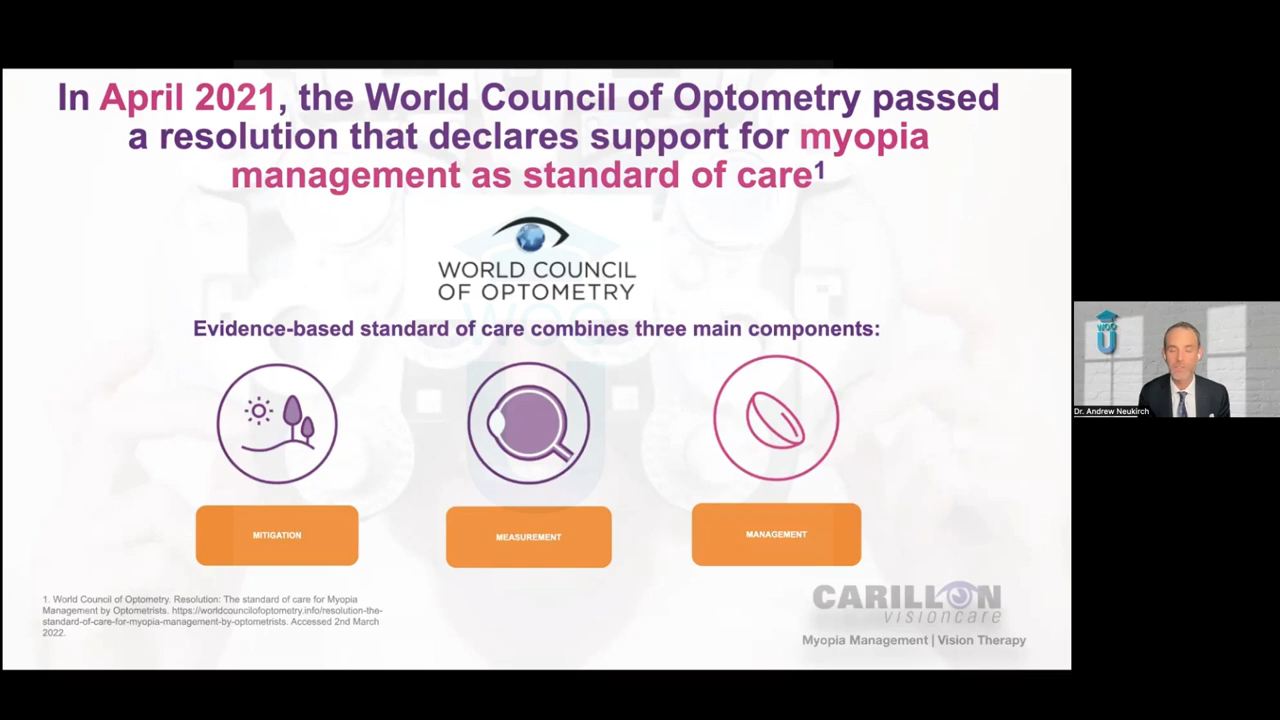 In April 2021, the World Council of Optometry passed
a resolution that declares support for myopia
management as standard of care¹
WORLD COUNCIL
OF OPTOMETRY
WOO
U
Evidence-based standard of care combines three main components:
MITIGATION
MEASUREMENT
MANAGEMENT
1. World Council of Optometry. Resolution: The standard of care for Myopia
Management by Optometrists. https://worldcouncilofoptometry.info/resolution-the-
standard-of-care-for-myopia-management-by-optometrists. Accessed 2nd March
2022.
CARILLON
visioncare
Myopia Management | Vision Therapy
WOO
U
Dr. Andrew Neukirch